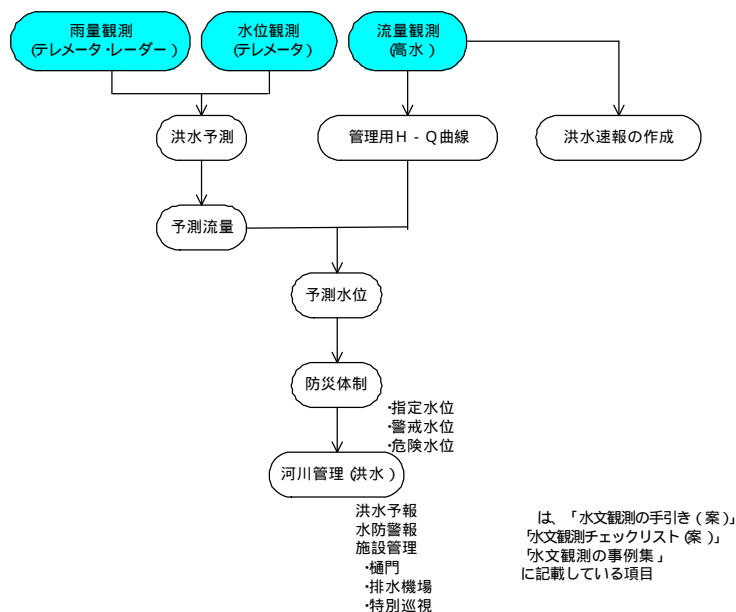 雨量観測
(テレメータ・レーダー)
水位観測
(テレメータ)
流量観測
(高水)
洪水予測
管理用H-Q曲線
洪水速報の作成
予測流量
予測水位
防災体制
・指定水位
・警戒水位
・危険水位
河川管理(洪水)
洪水予報
水防警報
施設管理
・樋門
・排水機場
・特別巡視
は、「水文観測の手引き(案)」
「水文観測チェックリスト(案)」
「水文観測の事例集」
に記載している項目